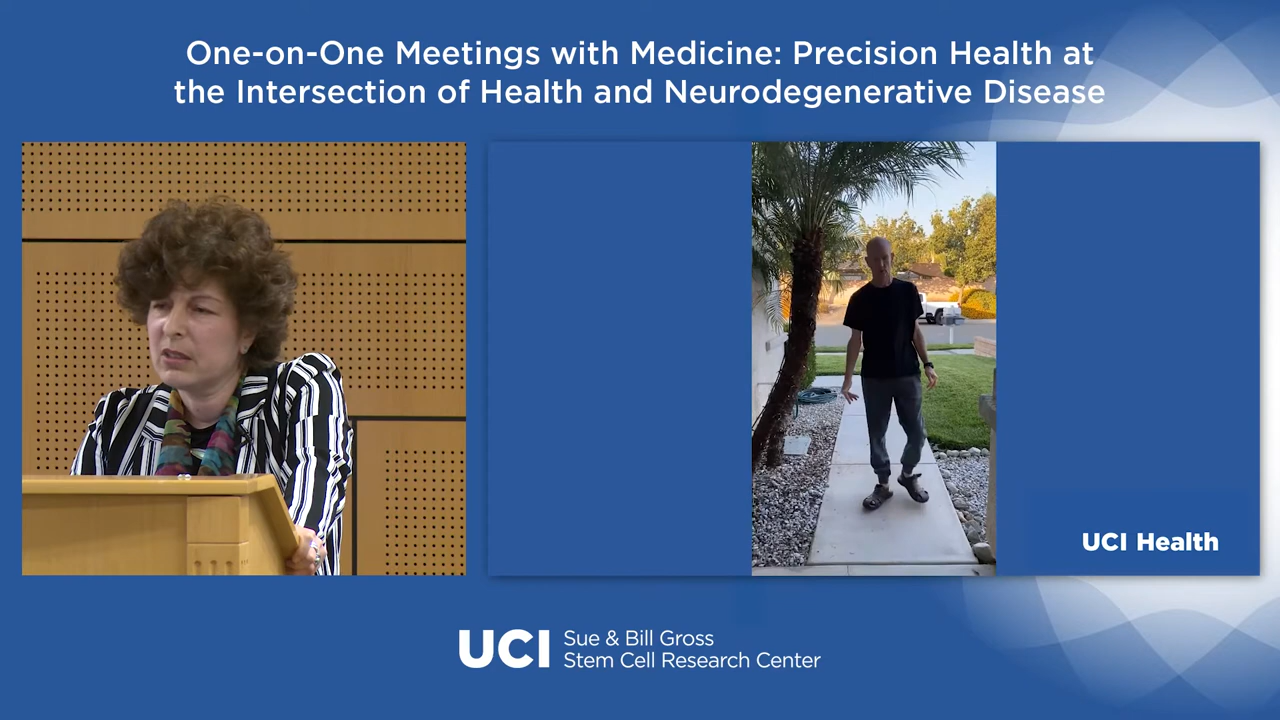 One-on-One Meetings with Medicine: Precision Health at
the Intersection of Health and Neurodegenerative Disease
UCI Health
UCI Sue & Bill Gross
Stem Cell Research Center